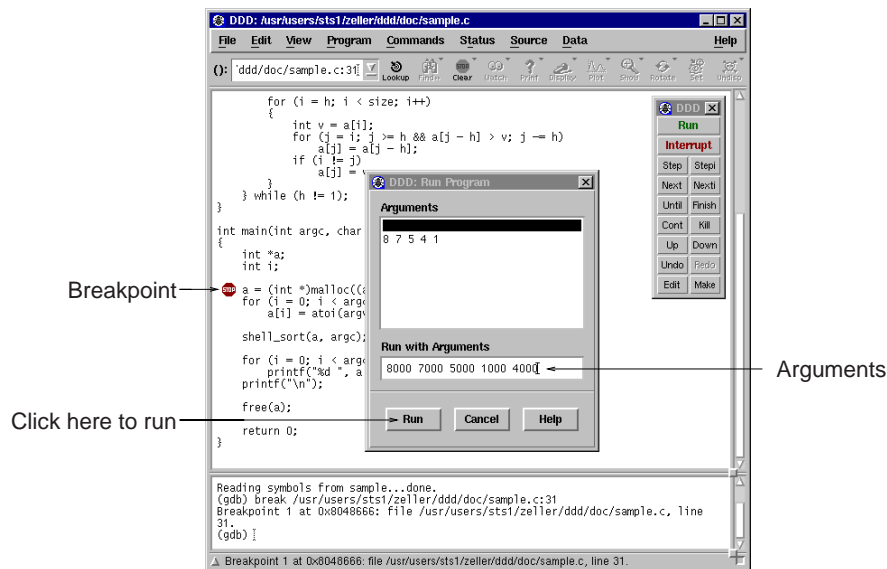 DDD: /usr/users/sts1/zeller/ddd/doc/sample.c
File Edit View Program Commands Status Source Data Help
(): 'ddd/doc/sample.c:31
Lookup Find» Clear Watch Print Display Plot Show Rotate Set Undisp
for (i = h; i < size; i++)
{
int v = a[i];
for (j = i; j >= h && a[j - h] > v; j -= h)
a[j] = a[j - h];
if (i != j)
a[j] =
}
} while (h != 1);
}
int main(int argc, char
{
int *a;
int i;
STOP a = (int *)malloc((a
for (i = 0; i < argc
a[i] = atoi(argv
shell_sort(a, argc);
for (i = 0; i < argc
printf("%d ", a
printf("\n");
free(a);
return 0;
}
DDD
Run
Interrupt
Step Stepi
Next Nexti
Until Finish
Cont Kill
Up Down
Undo Redo
Edit Make
DDD: Run Program
Arguments
8 7 5 4 1
Run with Arguments
8000 7000 5000 1000 4000
Run Cancel Help
Breakpoint
Arguments
Click here to run
Reading symbols from sample...done.
(gdb) break /usr/users/sts1/zeller/ddd/doc/sample.c:31
Breakpoint 1 at 0x8048666: file /usr/users/sts1/zeller/ddd/doc/sample.c, line
31.
(gdb)
Breakpoint 1 at 0x8048666: file /usr/users/sts1/zeller/ddd/doc/sample.c, line 31.